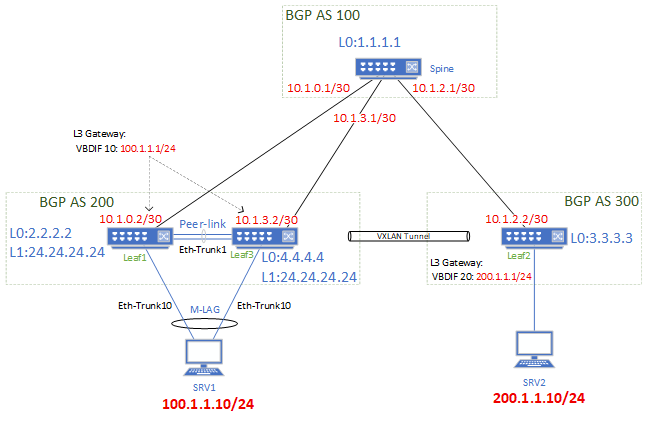 BGP AS 100
L0:1.1.1.1
Spine
10.1.0.1/30
10.1.2.1/30
10.1.3.1/30
L3 Gateway:
VBDIF 10: 100.1.1.1/24
BGP AS 200
BGP AS 300
10.1.0.2/30
10.1.3.2/30
10.1.2.2/30
Peer-link
L0:2.2.2.2
L1:24.24.24.24
VXLAN Tunnel
L0:3.3.3.3
Eth-Trunk1
Leaf1
Leaf3
Leaf2
L0:4.4.4.4
L1:24.24.24.24
L3 Gateway:
VBDIF 20: 200.1.1.1/24
Eth-Trunk10
Eth-Trunk10
M-LAG
SRV1
SRV2
100.1.1.10/24
200.1.1.10/24